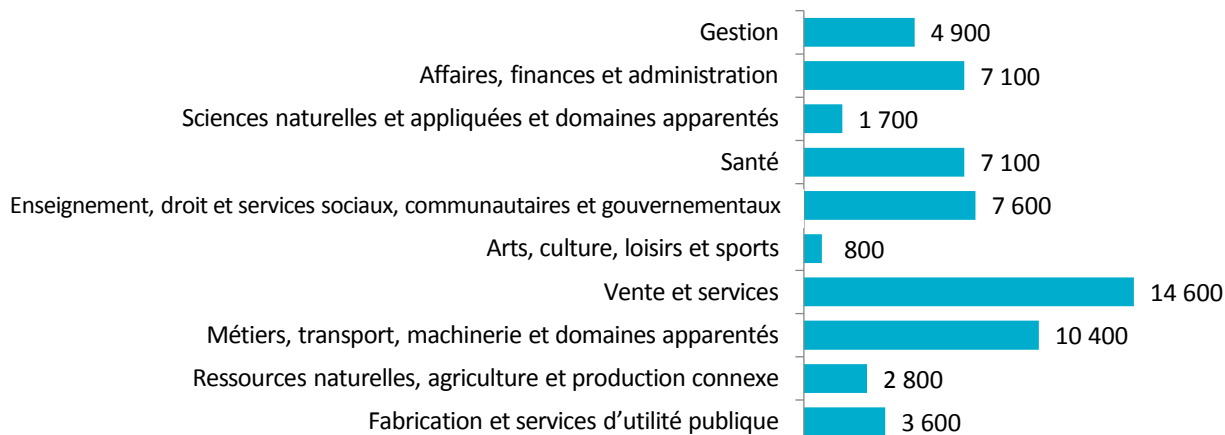 Gestion 4 900
Affaires, finances et administration 7 100
Sciences naturelles et appliquées et domaines apparentés 1 700
Santé 7 100
Enseignement, droit et services sociaux, communautaires et gouvernementaux 7 600
Arts, culture, loisirs et sports 800
Vente et services 14 600
Métiers, transport, machinerie et domaines apparentés 10 400
Ressources naturelles, agriculture et production connexe 2 800
Fabrication et services d’utilité publique 3 600